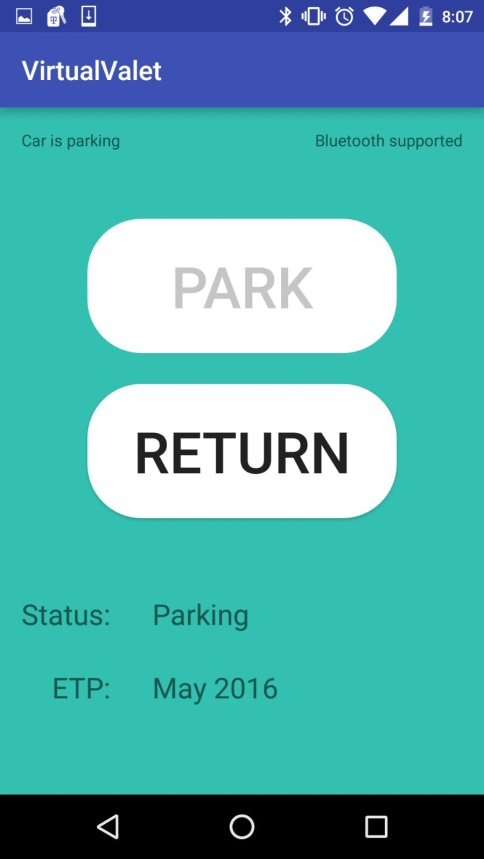 8:07
VirtualValet
Car is parking
Bluetooth supported
PARK
RETURN
Status: Parking
ETP: May 2016